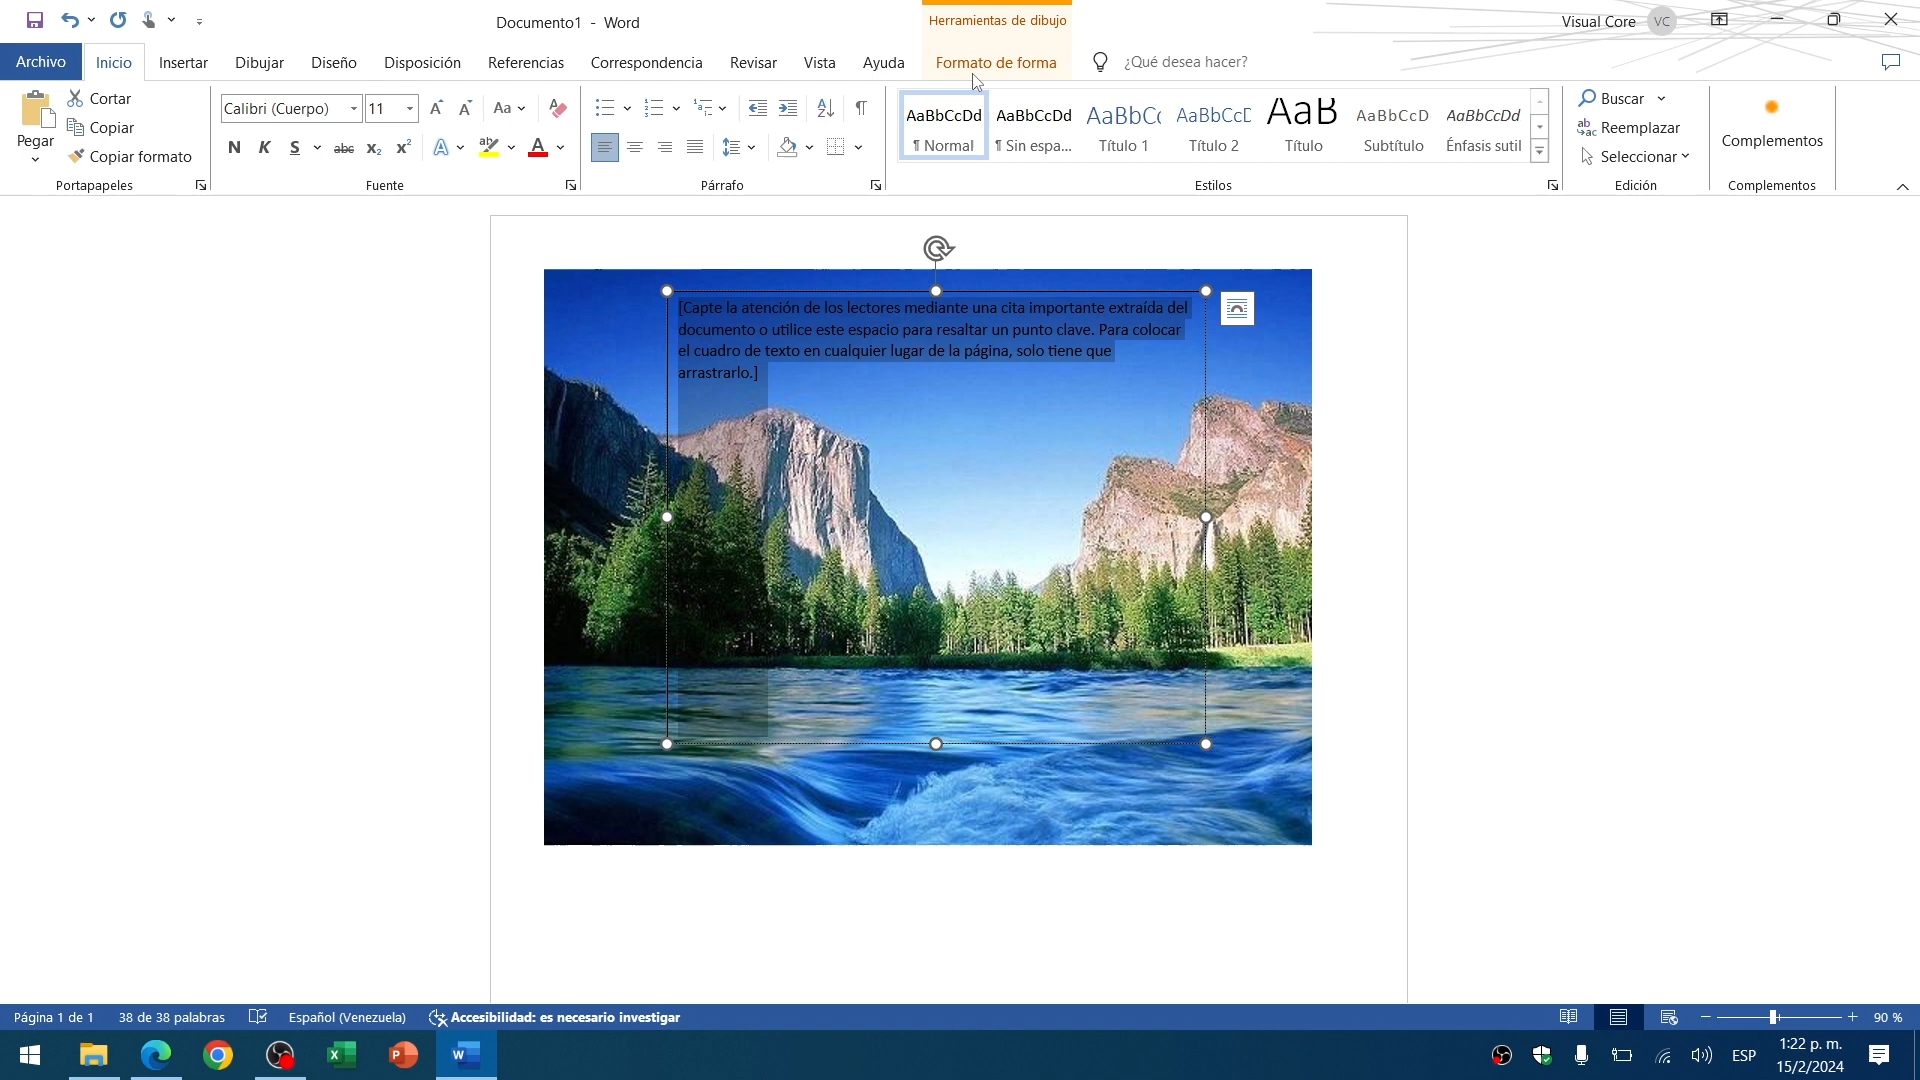 Documento1 - Word
Herramientas de dibujo
Visual Core
VC
Archivo
Inicio
Insertar
Dibujar
Diseño
Disposición
Referencias
Correspondencia
Revisar
Vista
Ayuda
Formato de forma
¿Qué desea hacer?
Pegar
Cortar
Copiar
Copiar formato
Portapapeles
Calibri (Cuerpo)
11
Aa
N K S abc x₂ x² A ab A
Fuente
Párrafo
AaBbCcDd
¶ Normal
AaBbCcDd
¶ Sin espa...
AaBbCc
Título 1
AaBbCcD
Título 2
AaB
Título
AaBbCcD
Subtítulo
AaBbCcDd
Énfasis sutil
Estilos
Buscar
Reemplazar
Seleccionar
Edición
Complementos
Complementos
[Capte la atención de los lectores mediante una cita importante extraída del
documento o utilice este espacio para resaltar un punto clave. Para colocar
el cuadro de texto en cualquier lugar de la página, solo tiene que
arrastrarlo.]
Página 1 de 1
38 de 38 palabras
Español (Venezuela)
Accesibilidad: es necesario investigar
90 %
ESP
1:22 p. m.
15/2/2024